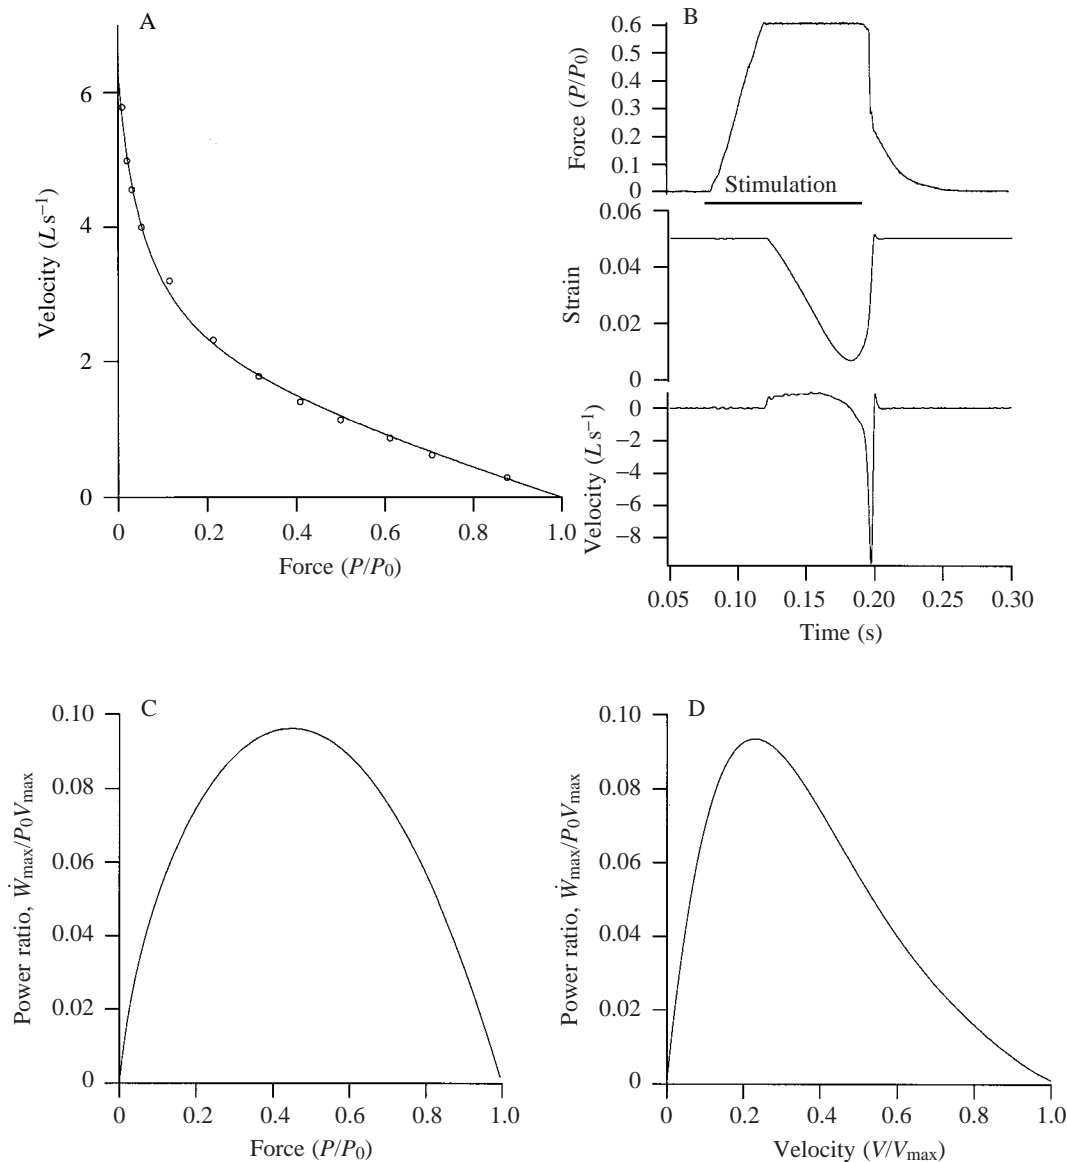 A
6
4
2
0
Velocity (L s−1)
0 0.2 0.4 0.6 0.8 1.0
Force (P/P0)
B
0.6
0.5
0.4
0.3
0.2
0.1
0
Force (P/P0)
Stimulation
0.06
0.04
0.02
0
Strain
0
−2
−4
−6
−8
Velocity (L s−1)
0.05 0.10 0.15 0.20 0.25 0.30
Time (s)
C
0.10
0.08
0.06
0.04
0.02
0
Power ratio, Ẇmax/P0Vmax
0 0.2 0.4 0.6 0.8 1.0
Force (P/P0)
D
0.10
0.08
0.06
0.04
0.02
0
Power ratio, Ẇmax/P0Vmax
0 0.2 0.4 0.6 0.8 1.0
Velocity (V/Vmax)